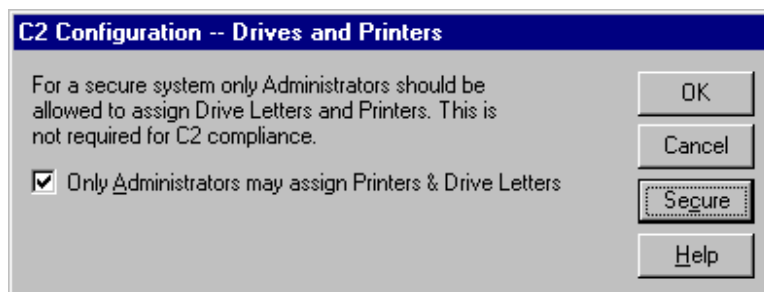 C2 Configuration -- Drives and Printers
For a secure system only Administrators should be
allowed to assign Drive Letters and Printers. This is
not required for C2 compliance.
Only Administrators may assign Printers & Drive Letters
OK
Cancel
Secure
Help